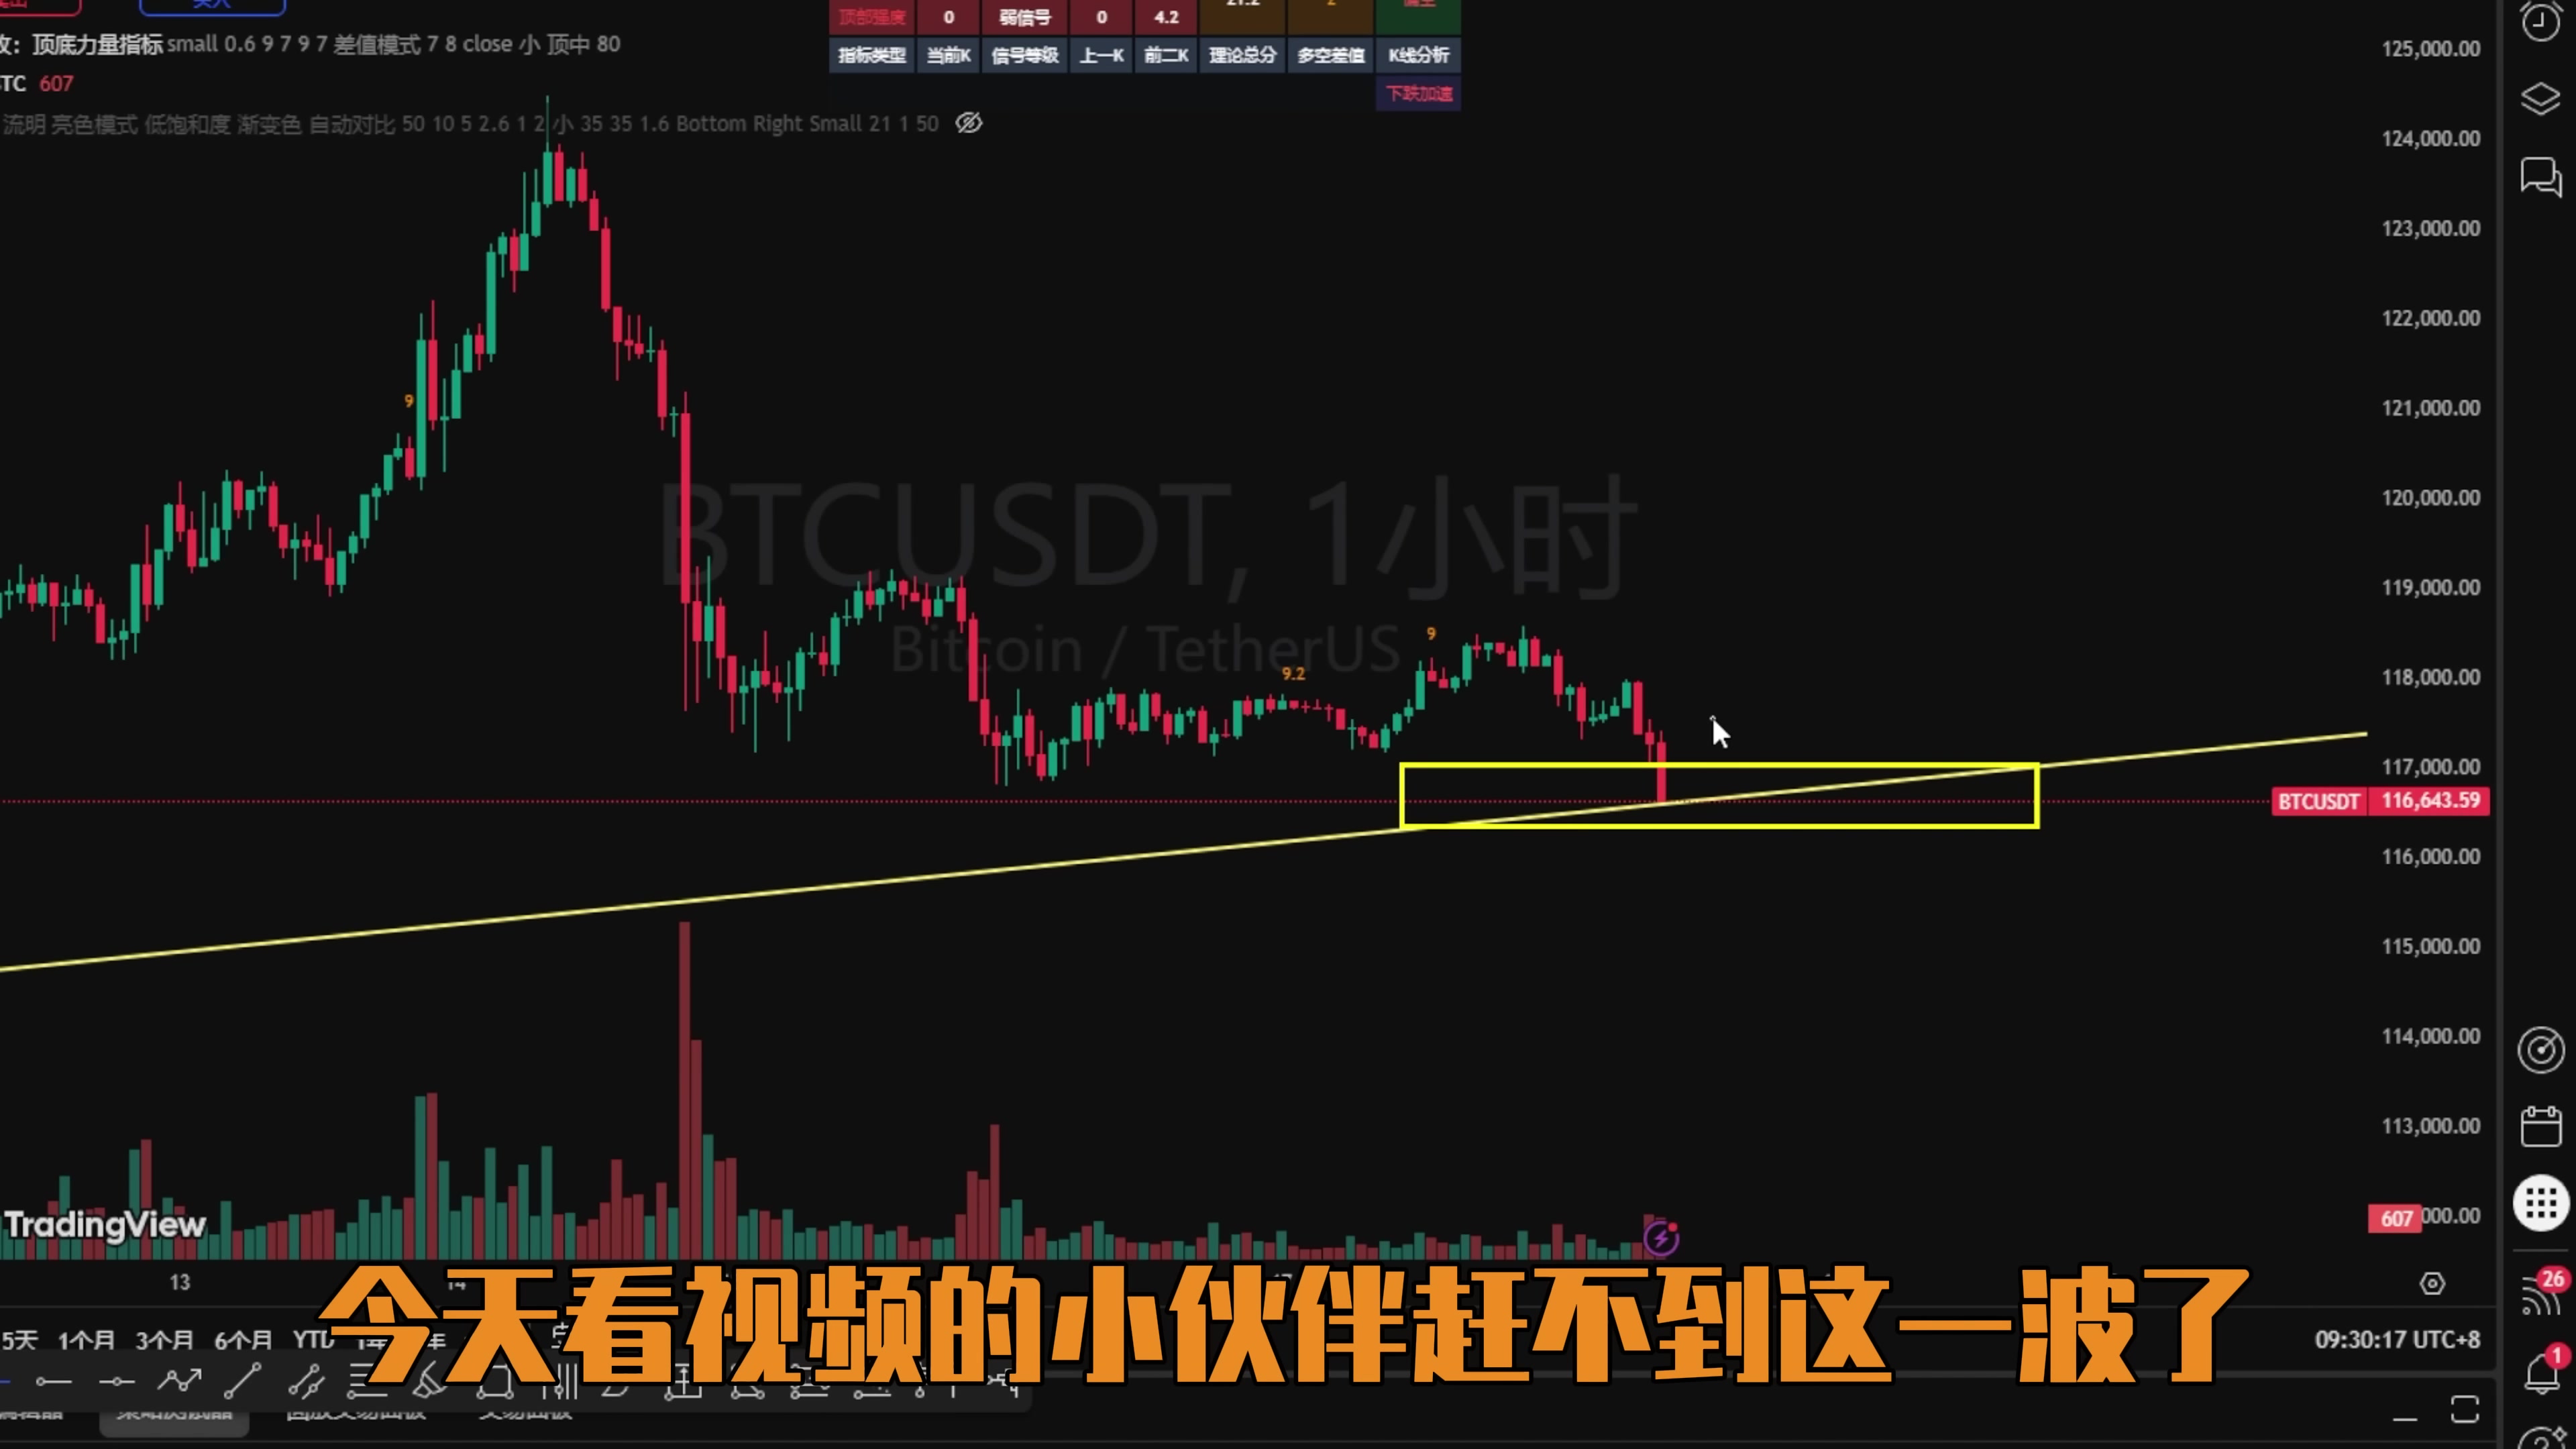 买入
顶部强度 0 弱信号 0 4.2 21.2 2
顶底力量指标 small 0.6 9 7 9 7 差值模式 7 8 close 小 顶中 80
指标类型 当前K 信号等级 上一K 前二K 理论总分 多空差值 K线分析
TC 607
下跌加速
流明 亮色模式 低饱和度 渐变色 自动对比 50 10 5 2.6 1 2 小 35 35 1.6 Bottom Right Small 21 1 50
125,000.00
124,000.00
123,000.00
122,000.00
121,000.00
120,000.00
119,000.00
118,000.00
117,000.00
BTCUSDT 116,643.59
116,000.00
115,000.00
114,000.00
113,000.00
607 000.00
9
BTCUSDT, 1小时
Bitcoin / TetherUS
9.2
9
TradingView
13
14
今天看视频的小伙伴赶不到这一波了
5天 1个月 3个月 6个月 YTD 1年
09:30:17 UTC+8
26
1